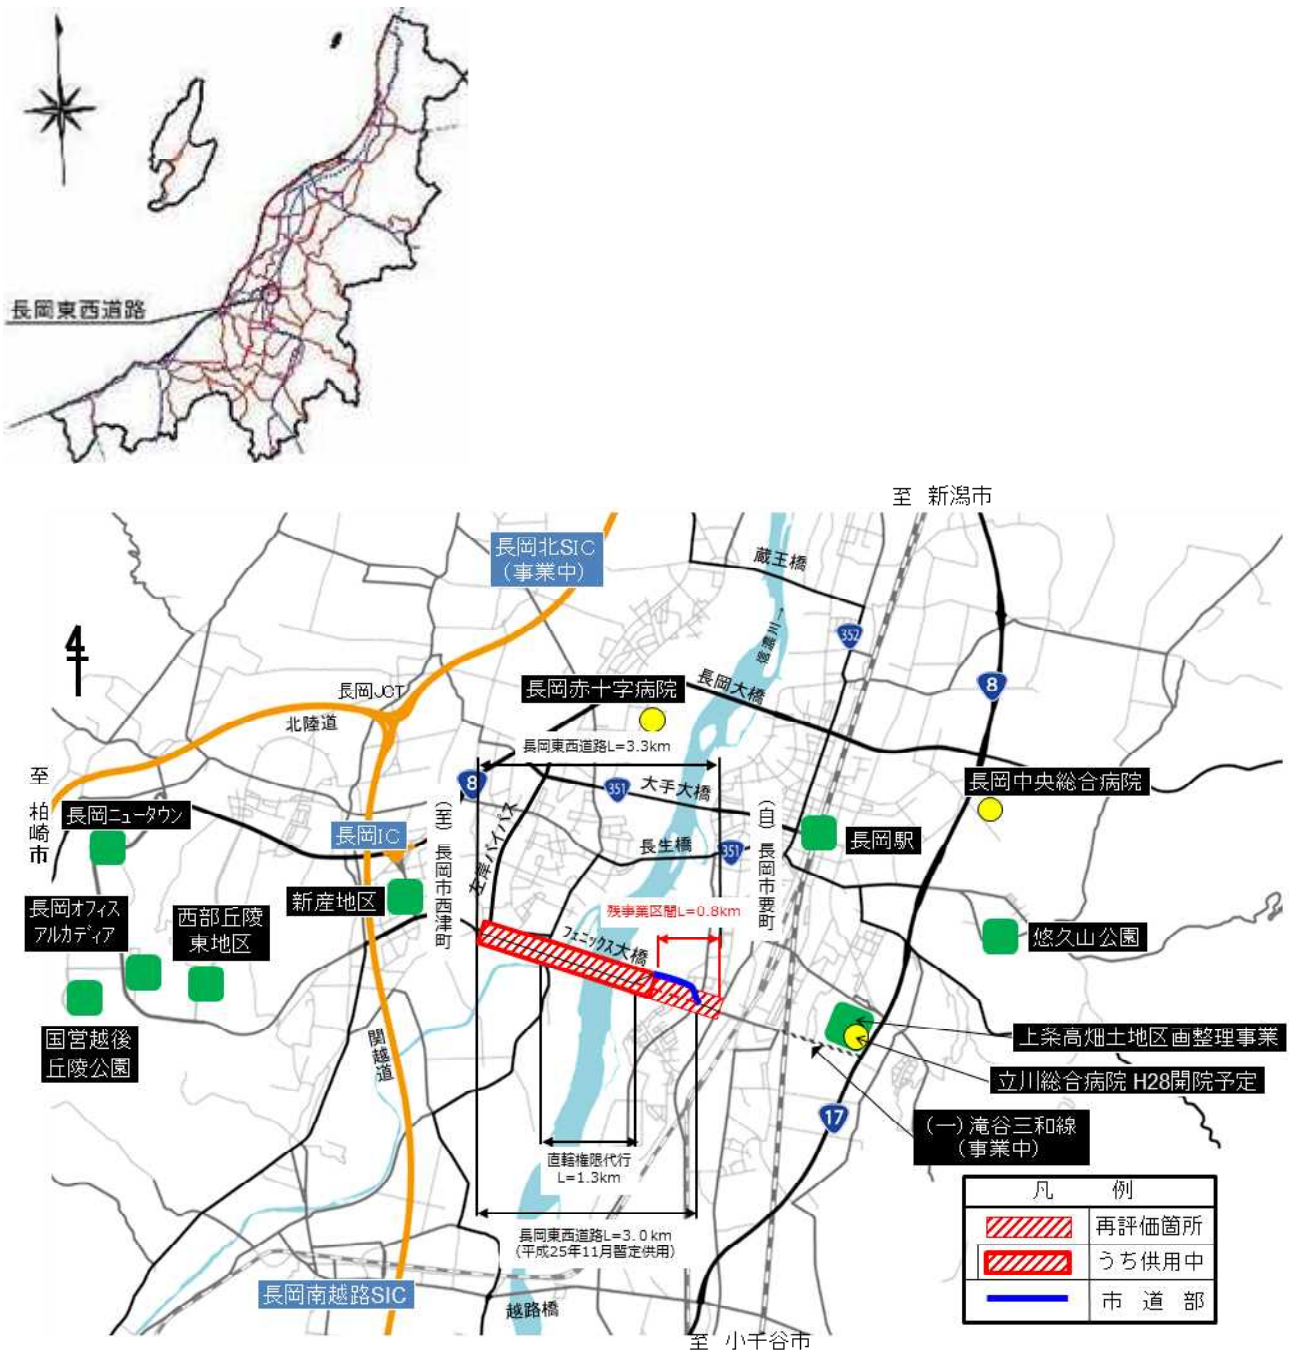 長岡東西道路
至 新潟市
長岡北SIC
(事業中)
蔵王橋
信濃川→
352
8
長岡JCT
北陸道
長岡赤十字病院
長岡大橋
長岡東西道路L=3.3km
至 柏崎市
長岡ニュータウン
長岡IC
8
351
大手大橋
長岡中央総合病院
左岸バイパス
長生橋
351
長岡駅
(至) 長岡市西津町
(自) 長岡市要町
新産地区
長岡オフィス
アルカディア
西部丘陵
東地区
残事業区間L=0.8km
フェニックス大橋
悠久山公園
国営越後
丘陵公園
関越道
上条高畑土地区画整理事業
立川総合病院 H28開院予定
17
(一)滝谷三和線
(事業中)
直轄権限代行
L=1.3km
長岡東西道路L=3.0km
(平成25年11月暫定供用)
長岡南越路SIC
越路橋
至 小千谷市
凡 例
再評価箇所
うち供用中
市 道 部